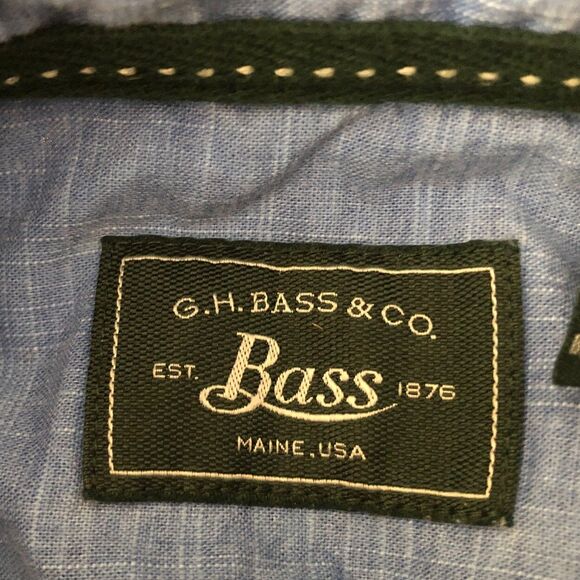 G.H. BASS & CO.
EST. Bass 1876
MAINE, USA